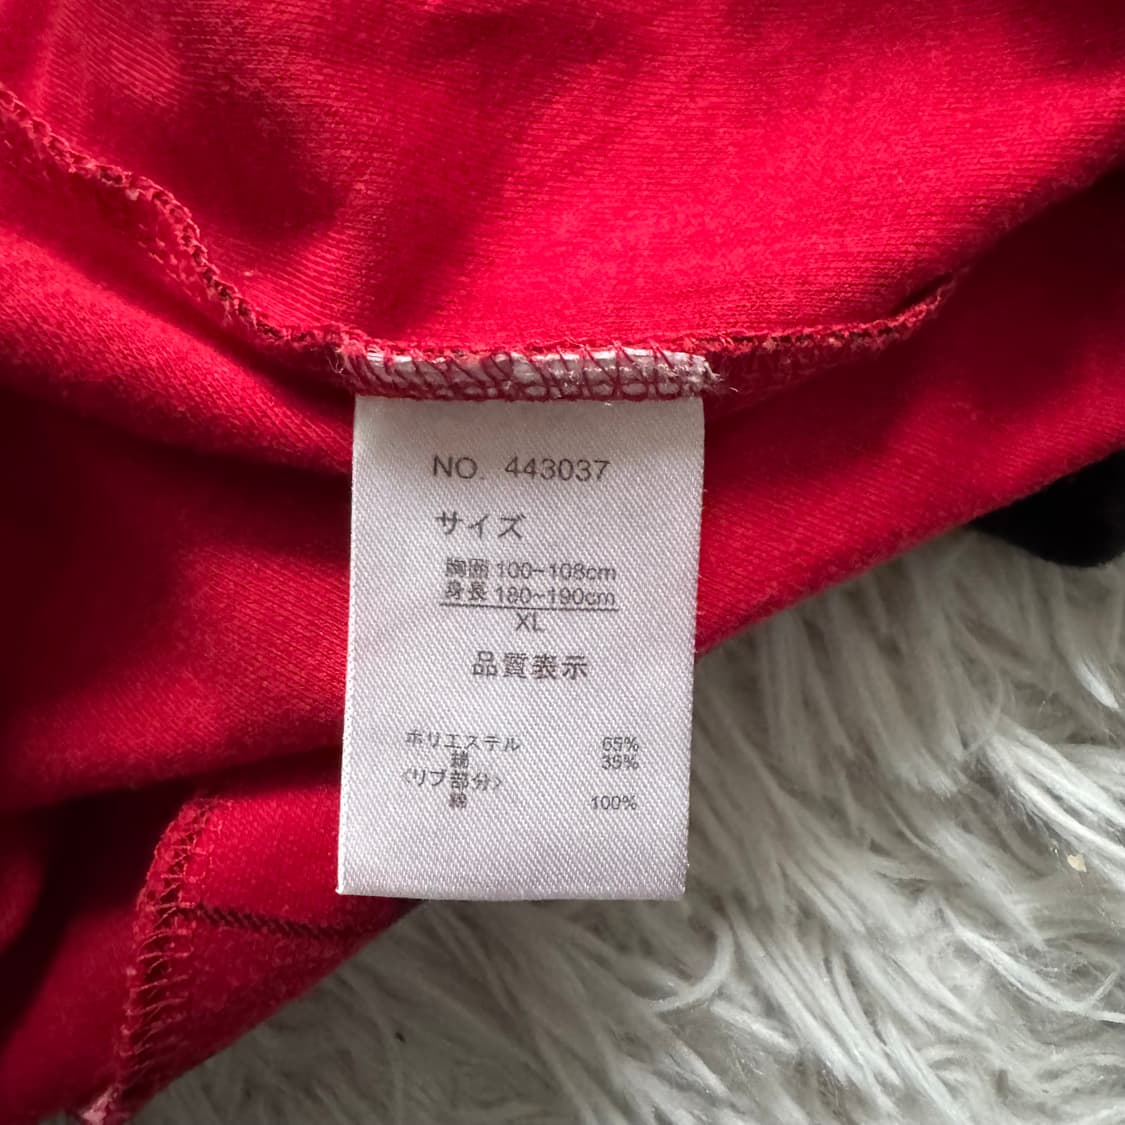 NO. 443037
サイズ
胸囲 100~108cm
身長 180~190cm
XL
品質表示
ポリエステル 65%
綿 35%
<リブ部分>
綿 100%